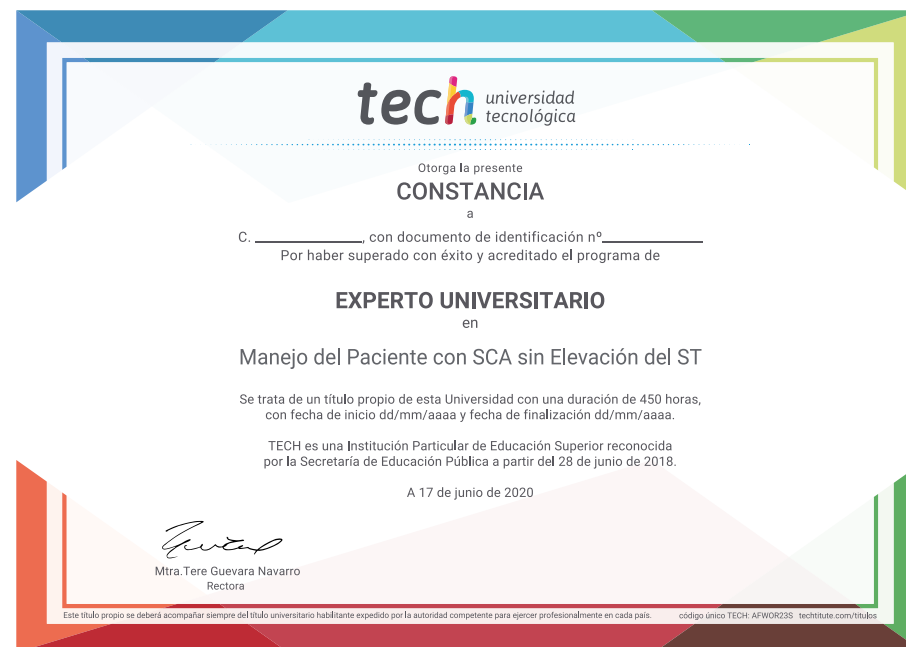 tech universidad
tecnológica
Otorga la presente
CONSTANCIA
a
C. ____________, con documento de identificación nº____________
Por haber superado con éxito y acreditado el programa de
EXPERTO UNIVERSITARIO
en
Manejo del Paciente con SCA sin Elevación del ST
Se trata de un título propio de esta Universidad con una duración de 450 horas,
con fecha de inicio dd/mm/aaaa y fecha de finalización dd/mm/aaaa.
TECH es una Institución Particular de Educación Superior reconocida
por la Secretaría de Educación Pública a partir del 28 de junio de 2018.
A 17 de junio de 2020
Mtra.Tere Guevara Navarro
Rectora
Este título propio se deberá acompañar siempre del título universitario habilitante expedido por la autoridad competente para ejercer profesionalmente en cada país. código único TECH: AFWOR23S techtitute.com/titulos